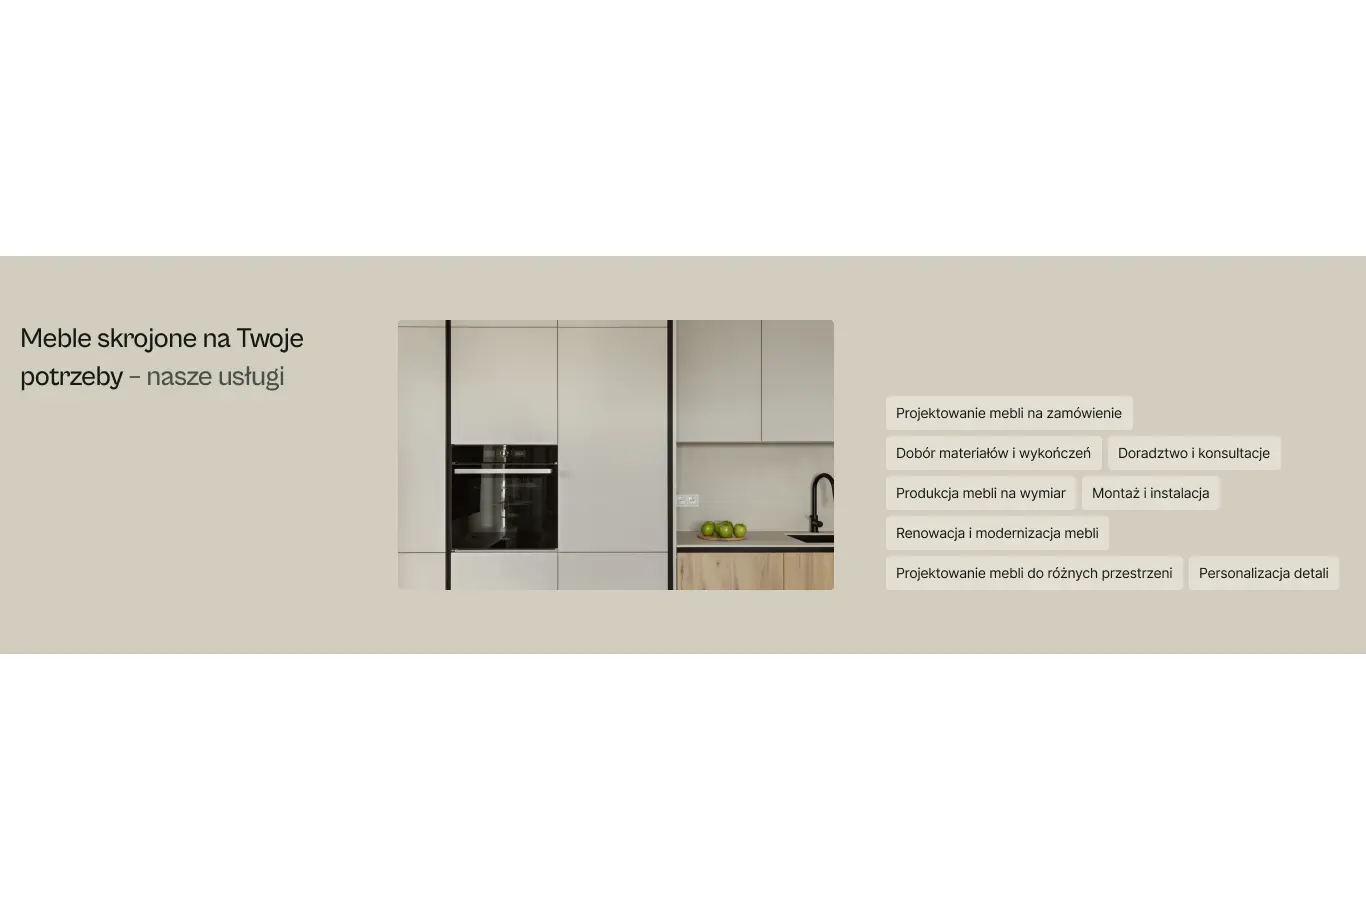 Meble skrojone na Twoje
potrzeby – nasze usługi
Projektowanie mebli na zamówienie
Dobór materiałów i wykończeń
Doradztwo i konsultacje
Produkcja mebli na wymiar
Montaż i instalacja
Renowacja i modernizacja mebli
Projektowanie mebli do różnych przestrzeni
Personalizacja detali